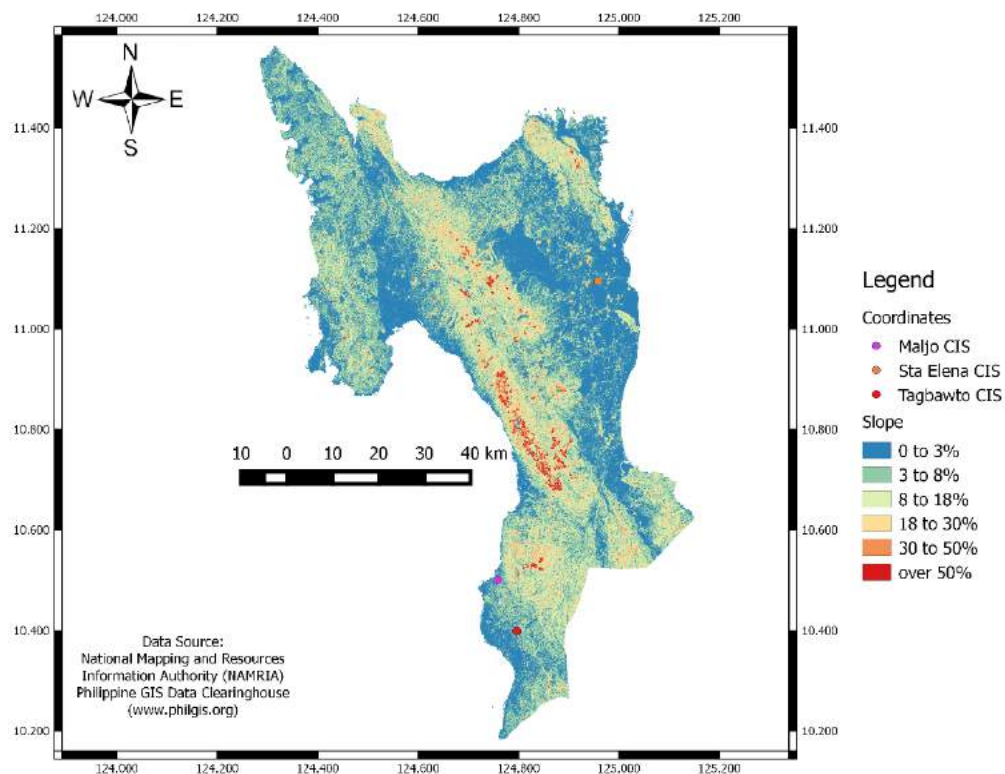 124.000 124.200 124.400 124.600 124.800 125.000 125.200
N
W E
S
11.400 11.400
11.200 11.200
11.000 11.000
10.800 10.800
10.600 10.600
10.400 10.400
10.200 10.200
10 0 10 20 30 40 km
Legend
Coordinates
Maljo CIS
Sta Elena CIS
Tagbawto CIS
Slope
0 to 3%
3 to 8%
8 to 18%
18 to 30%
30 to 50%
over 50%
Data Source:
National Mapping and Resources
Information Authority (NAMRIA)
Philippine GIS Data Clearinghouse
(www.philgis.org)
124.000 124.200 124.400 124.600 124.800 125.000 125.200